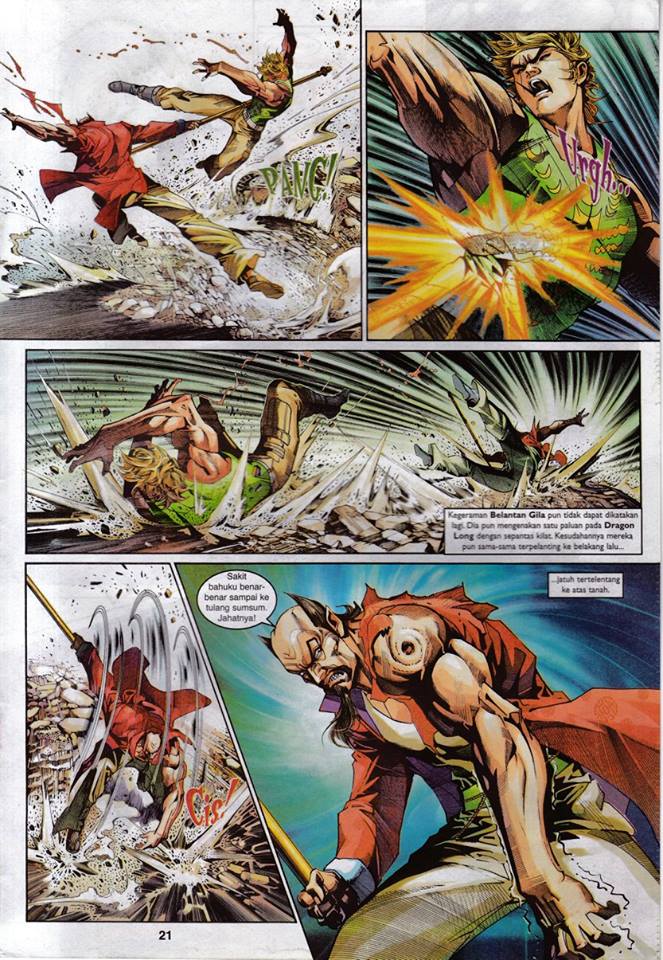 PANG!
Urgh...
Kegeraman Belantan Gila pun tidak dapat dikatakan
lagi. Dia pun mengenakan satu paluan pada Dragon
Long dengan sepantas kilat. Kesudahannya mereka
pun sama-sama terpelanting ke belakang lalu...
Cis!
Sakit
bahuku benar-
benar sampai ke
tulang sumsum.
Jahatnya!
...jatuh tertelentang
ke atas tanah.
21